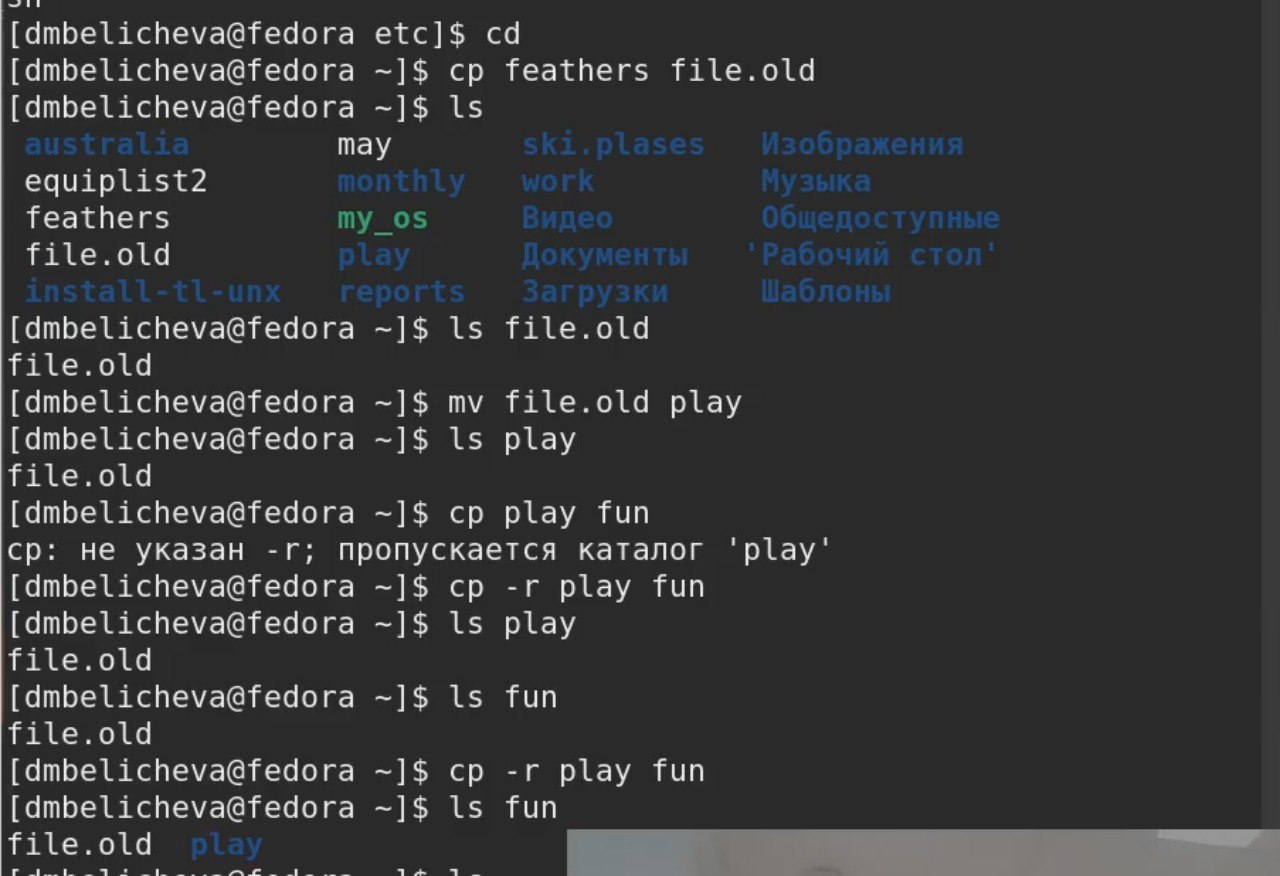 [dmbelicheva@fedora etc]$ cd
[dmbelicheva@fedora ~]$ cp feathers file.old
[dmbelicheva@fedora ~]$ ls
australia may ski.plases Изображения
equiplist2 monthly work Музыка
feathers my_os Видео Общедоступные
file.old play Документы 'Рабочий стол'
install-tl-unx reports Загрузки Шаблоны
[dmbelicheva@fedora ~]$ ls file.old
file.old
[dmbelicheva@fedora ~]$ mv file.old play
[dmbelicheva@fedora ~]$ ls play
file.old
[dmbelicheva@fedora ~]$ cp play fun
cp: не указан -r; пропускается каталог 'play'
[dmbelicheva@fedora ~]$ cp -r play fun
[dmbelicheva@fedora ~]$ ls play
file.old
[dmbelicheva@fedora ~]$ ls fun
file.old
[dmbelicheva@fedora ~]$ cp -r play fun
[dmbelicheva@fedora ~]$ ls fun
file.old play